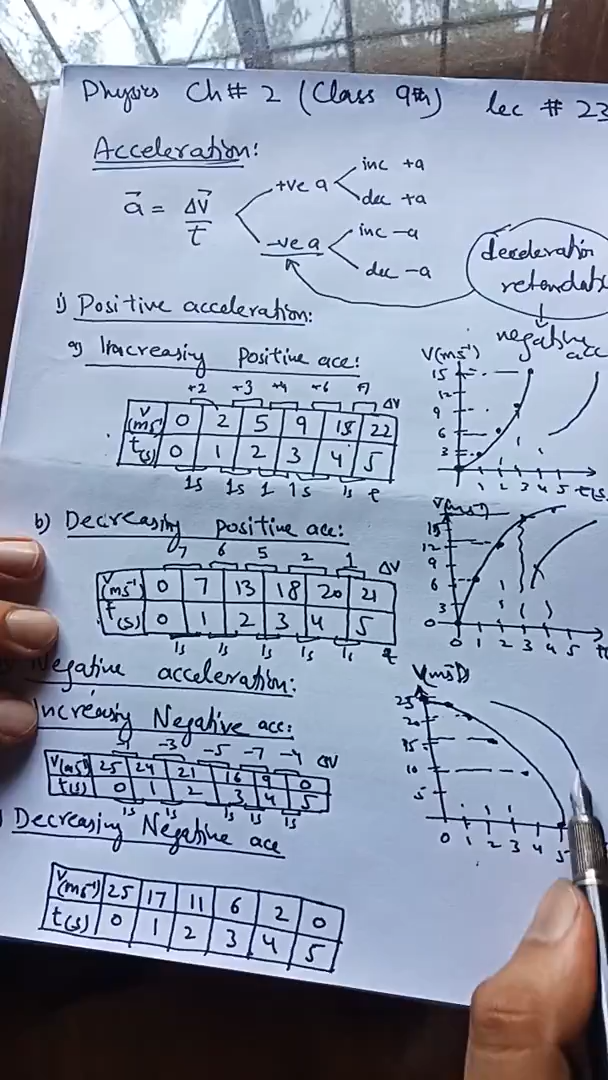 Physics Ch# 2 (Class 9th) lec # 23
Acceleration:
a = ΔV/t
+ve a
inc +a
dec +a
-ve a
inc -a
dec -a
deceleration
retardat
negative
acc
i) Positive acceleration:
a) Increasing Positive acc:
+2 +3 +4 +6 +7 ΔV
V(ms⁻¹) 0 2 5 9 15 22
t(s) 0 1 2 3 4 5
1s 1s 1 1s 1s t
V(ms⁻¹)
15
12
9
6
3
0
1 2 3 4 5 t(s
b) Decreasing positive acc:
7 6 5 2 1 ΔV
V(ms⁻¹) 0 7 13 18 20 21
t(s) 0 1 2 3 4 5
1s 1s 1s 1s 1s t
V(ms⁻¹)
15
12
9
6
3
0
0 1 2 3 4 5
Negative acceleration:
Increasing Negative acc:
-1 -3 -5 -7 ΔV
V(ms⁻¹) 25 24 21 16 9 0
t(s) 0 1 2 3 4 5
1s 1s 1s 1s 1s
V(ms⁻¹)
25
20
15
10
5
0 1 2 3 4 5
Decreasing Negative acc
V(ms⁻¹) 25 17 11 6 2 0
t(s) 0 1 2 3 4 5